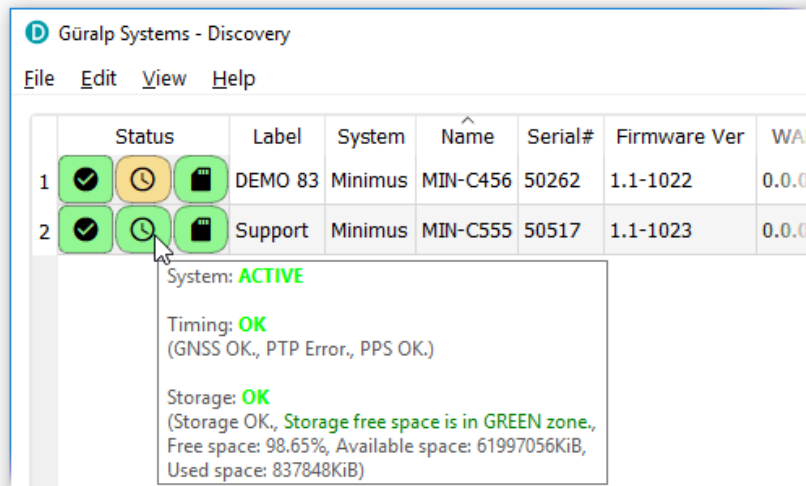 D Güralp Systems - Discovery
File Edit View Help
Status Label System Name Serial# Firmware Ver WA
1 DEMO 83 Minimus MIN-C456 50262 1.1-1022 0.0.0
2 Support Minimus MIN-C555 50517 1.1-1023 0.0.0
System: ACTIVE
Timing: OK
(GNSS OK., PTP Error., PPS OK.)
Storage: OK
(Storage OK., Storage free space is in GREEN zone.,
Free space: 98.65%, Available space: 61997056KiB,
Used space: 837848KiB)